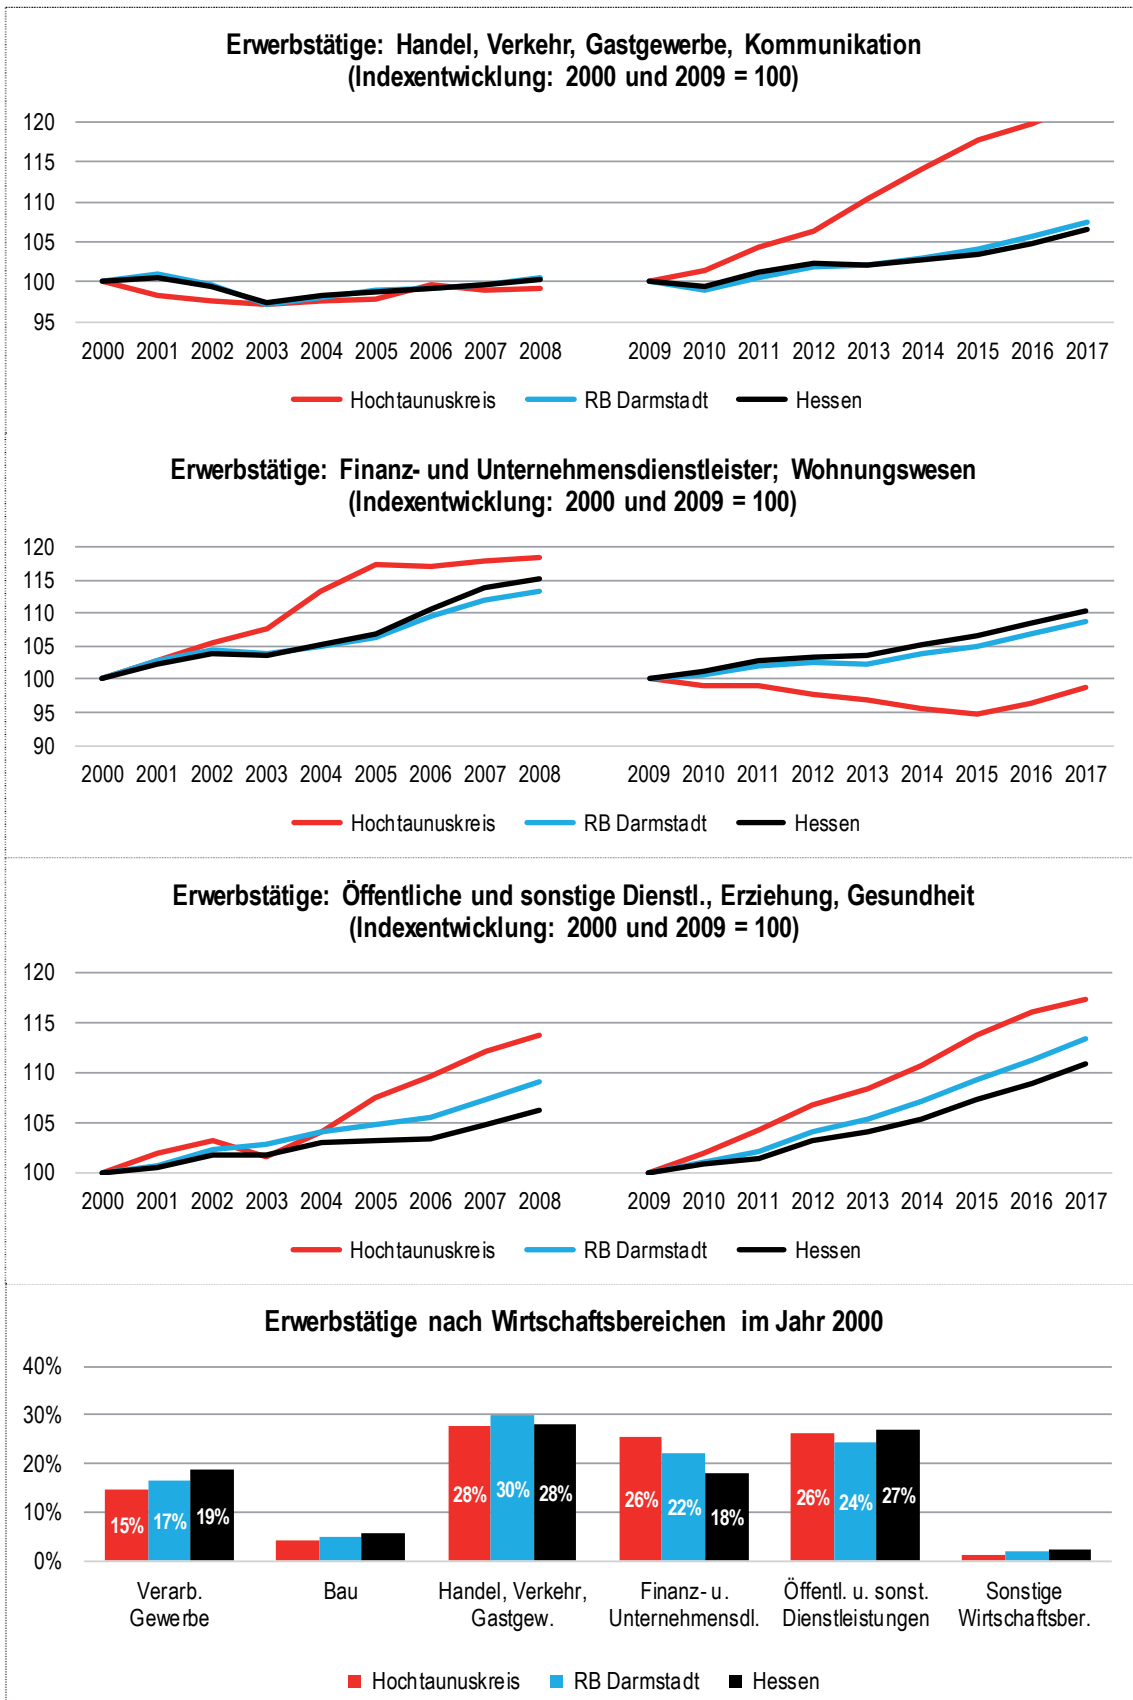 Erwerbstätige: Handel, Verkehr, Gastgewerbe, Kommunikation
(Indexentwicklung: 2000 und 2009 = 100)
120
115
110
105
100
95
2000 2001 2002 2003 2004 2005 2006 2007 2008 2009 2010 2011 2012 2013 2014 2015 2016 2017
Hochtaunuskreis RB Darmstadt Hessen
Erwerbstätige: Finanz- und Unternehmensdienstleister; Wohnungswesen
(Indexentwicklung: 2000 und 2009 = 100)
120
115
110
105
100
95
90
2000 2001 2002 2003 2004 2005 2006 2007 2008 2009 2010 2011 2012 2013 2014 2015 2016 2017
Hochtaunuskreis RB Darmstadt Hessen
Erwerbstätige: Öffentliche und sonstige Dienstl., Erziehung, Gesundheit
(Indexentwicklung: 2000 und 2009 = 100)
120
115
110
105
100
2000 2001 2002 2003 2004 2005 2006 2007 2008 2009 2010 2011 2012 2013 2014 2015 2016 2017
Hochtaunuskreis RB Darmstadt Hessen
Erwerbstätige nach Wirtschaftsbereichen im Jahr 2000
40%
30%
20%
10%
0%
15% 17% 19% 28% 30% 28% 26% 22% 18% 26% 24% 27%
Verarb. Bau Handel, Verkehr, Finanz- u. Öffentl. u. sonst. Sonstige
Gewerbe Gastgew. Unternehmensdl. Dienstleistungen Wirtschaftsber.
Hochtaunuskreis RB Darmstadt Hessen